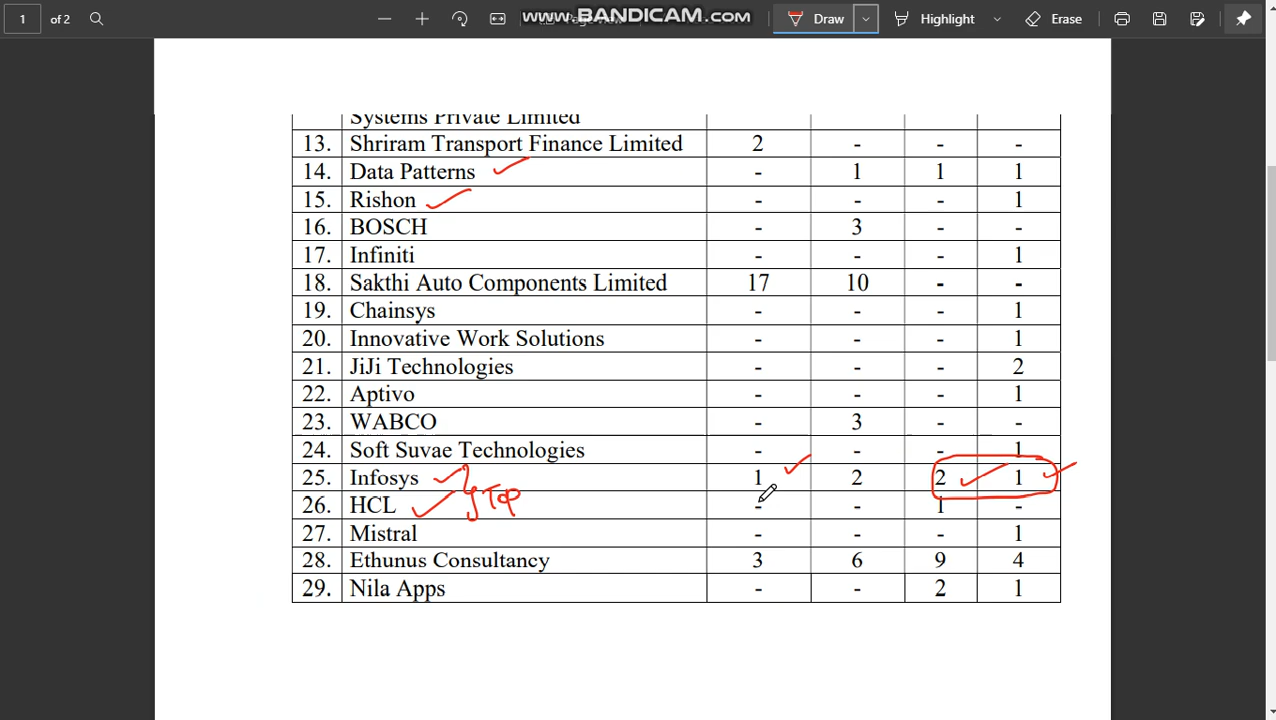 1 of 2 WWW.BANDICAM.COM Draw Highlight Erase
Systems Private Limited
13. Shriram Transport Finance Limited 2 - - -
14. Data Patterns - 1 1 1
15. Rishon - - - 1
16. BOSCH - 3 - -
17. Infiniti - - - 1
18. Sakthi Auto Components Limited 17 10 - -
19. Chainsys - - - 1
20. Innovative Work Solutions - - - 1
21. JiJi Technologies - - - 2
22. Aptivo - - - 1
23. WABCO - 3 - -
24. Soft Suvae Technologies - - - 1
25. Infosys 1 2 2 1
Top
26. HCL - - 1 -
27. Mistral - - - 1
28. Ethunus Consultancy 3 6 9 4
29. Nila Apps - - 2 1